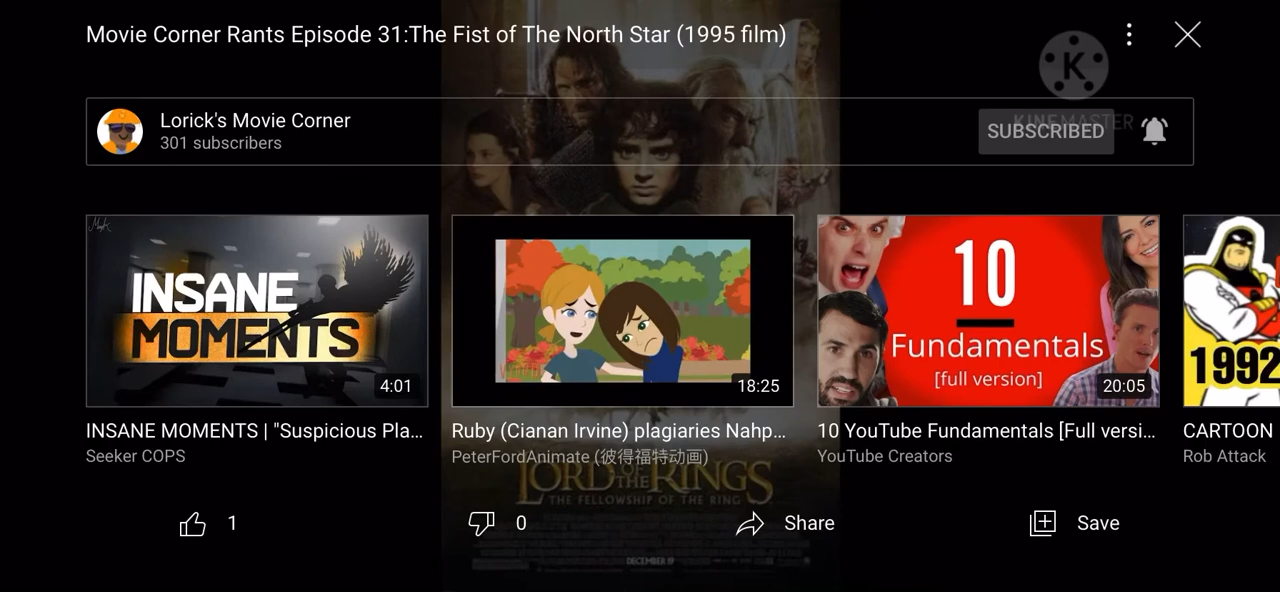 Movie Corner Rants Episode 31:The Fist of The North Star (1995 film)
K
KINEMASTER
Lorick's Movie Corner
301 subscribers
SUBSCRIBED
INSANE
MOMENTS
4:01
18:25
10
Fundamentals
[full version]
20:05
1992
INSANE MOMENTS | "Suspicious Pla...
Seeker COPS
Ruby (Cianan Irvine) plagiaries Nahp...
PeterFordAnimate (彼得福特动画)
10 YouTube Fundamentals [Full versi...
YouTube Creators
CARTOON
Rob Attack
LORD OF THE RINGS
THE FELLOWSHIP OF THE RING
1
0
Share
Save
DECEMBER 19